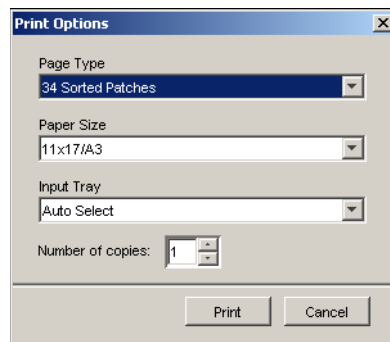 Print Options
Page Type
34 Sorted Patches
Paper Size
11x17/A3
Input Tray
Auto Select
Number of copies: 1
Print Cancel